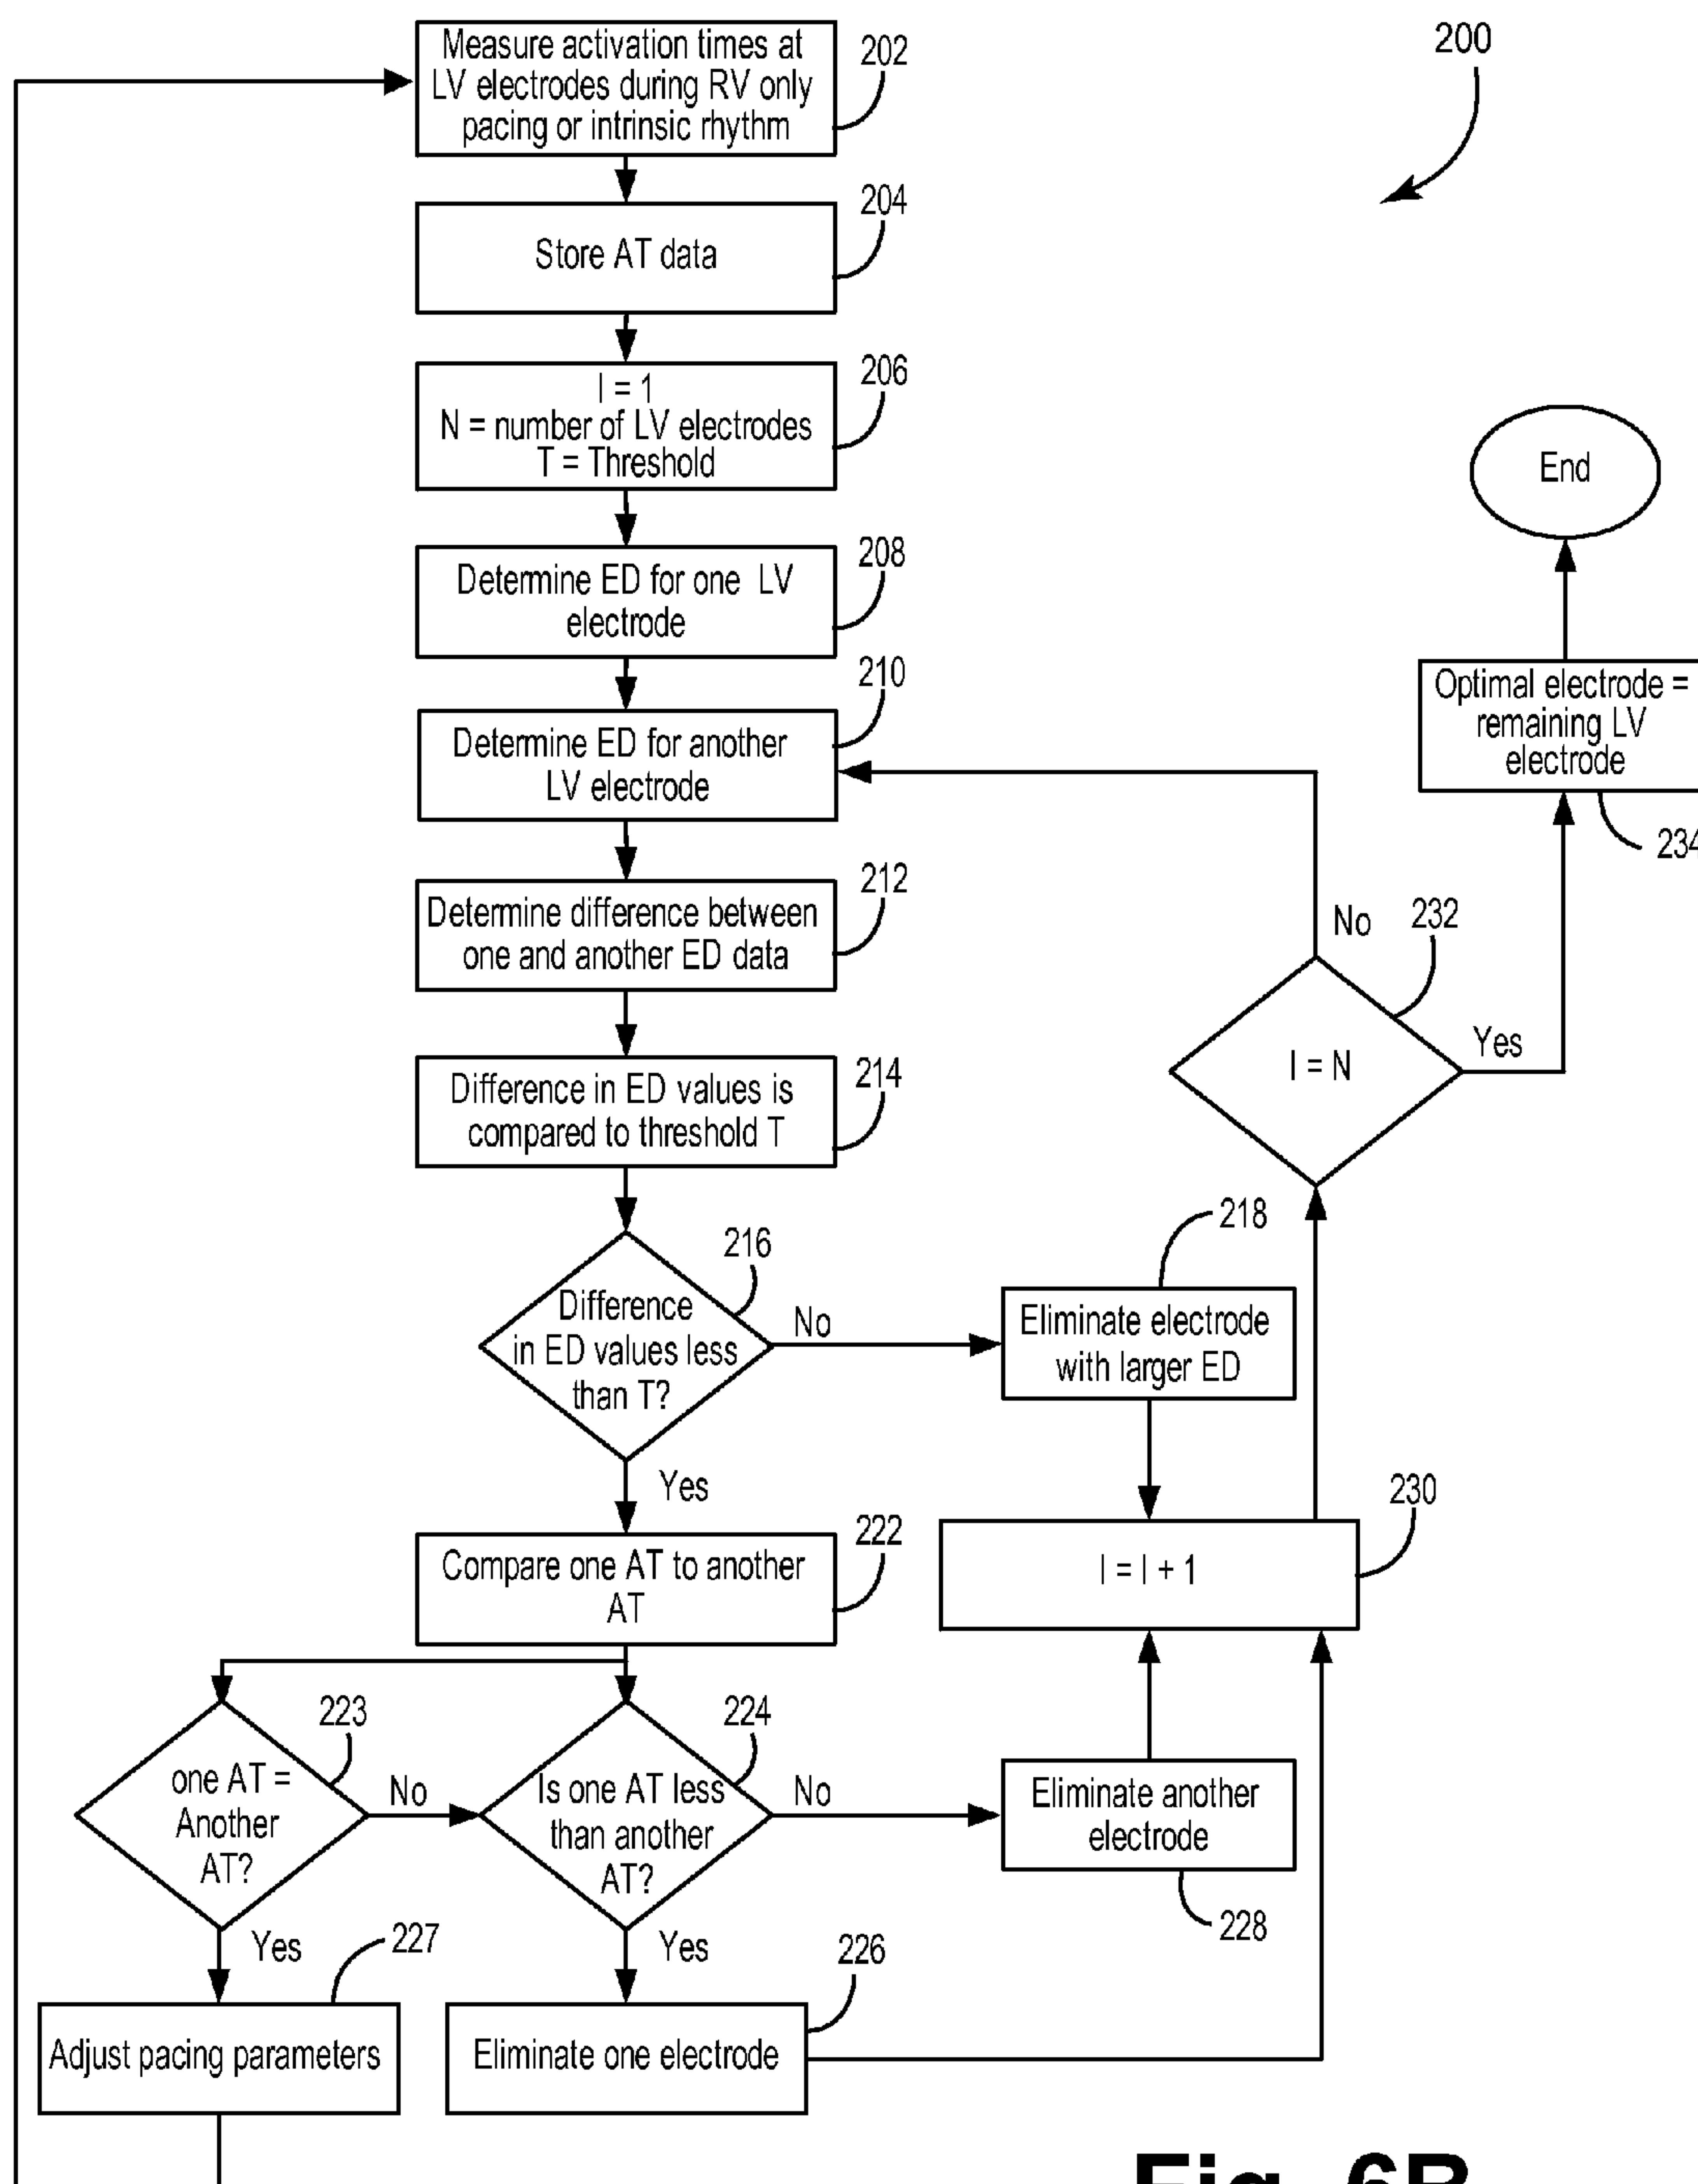 200
Measure activation times at
LV electrodes during RV only
pacing or intrinsic rhythm
202
Store AT data
204
I = 1
N = number of LV electrodes
T = Threshold
206
Determine ED for one LV
electrode
208
Determine ED for another
LV electrode
210
Determine difference between
one and another ED data
212
Difference in ED values is
compared to threshold T
214
Difference
in ED values less
than T?
216
No
Eliminate electrode
with larger ED
218
Yes
Compare one AT to another
AT
222
one AT =
Another
AT?
223
No
Is one AT less
than another
AT?
224
No
Eliminate another
electrode
228
Yes
Adjust pacing parameters
227
Yes
Eliminate one electrode
226
I = I + 1
230
I = N
232
No
Yes
Optimal electrode =
remaining LV
electrode
234
End
Fig. 6B